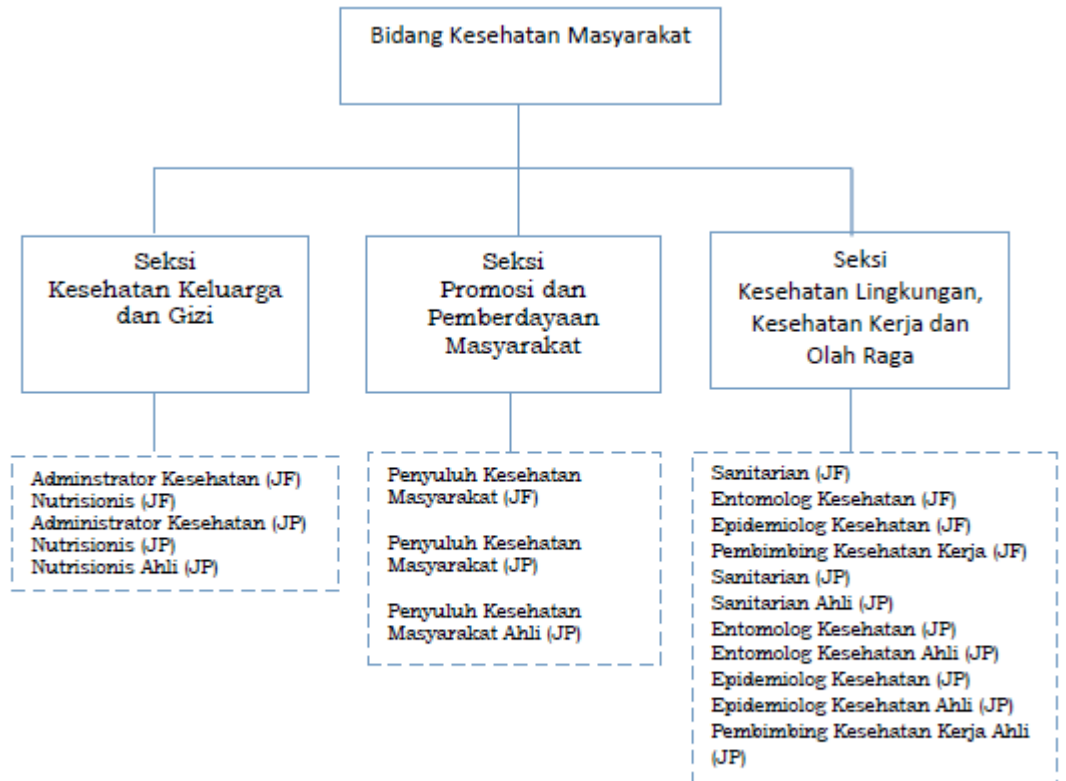 Bidang Kesehatan Masyarakat
Seksi
Kesehatan Keluarga
dan Gizi
Seksi
Promosi dan
Pemberdayaan
Masyarakat
Seksi
Kesehatan Lingkungan,
Kesehatan Kerja dan
Olah Raga
Adminstrator Kesehatan (JF)
Nutrisionis (JF)
Administrator Kesehatan (JP)
Nutrisionis (JP)
Nutrisionis Ahli (JP)
Penyuluh Kesehatan
Masyarakat (JF)
Penyuluh Kesehatan
Masyarakat (JP)
Penyuluh Kesehatan
Masyarakat Ahli (JP)
Sanitarian (JF)
Entomolog Kesehatan (JF)
Epidemiolog Kesehatan (JF)
Pembimbing Kesehatan Kerja (JF)
Sanitarian (JP)
Sanitarian Ahli (JP)
Entomolog Kesehatan (JP)
Entomolog Kesehatan Ahli (JP)
Epidemiolog Kesehatan (JP)
Epidemiolog Kesehatan Ahli (JP)
Pembimbing Kesehatan Kerja Ahli
(JP)